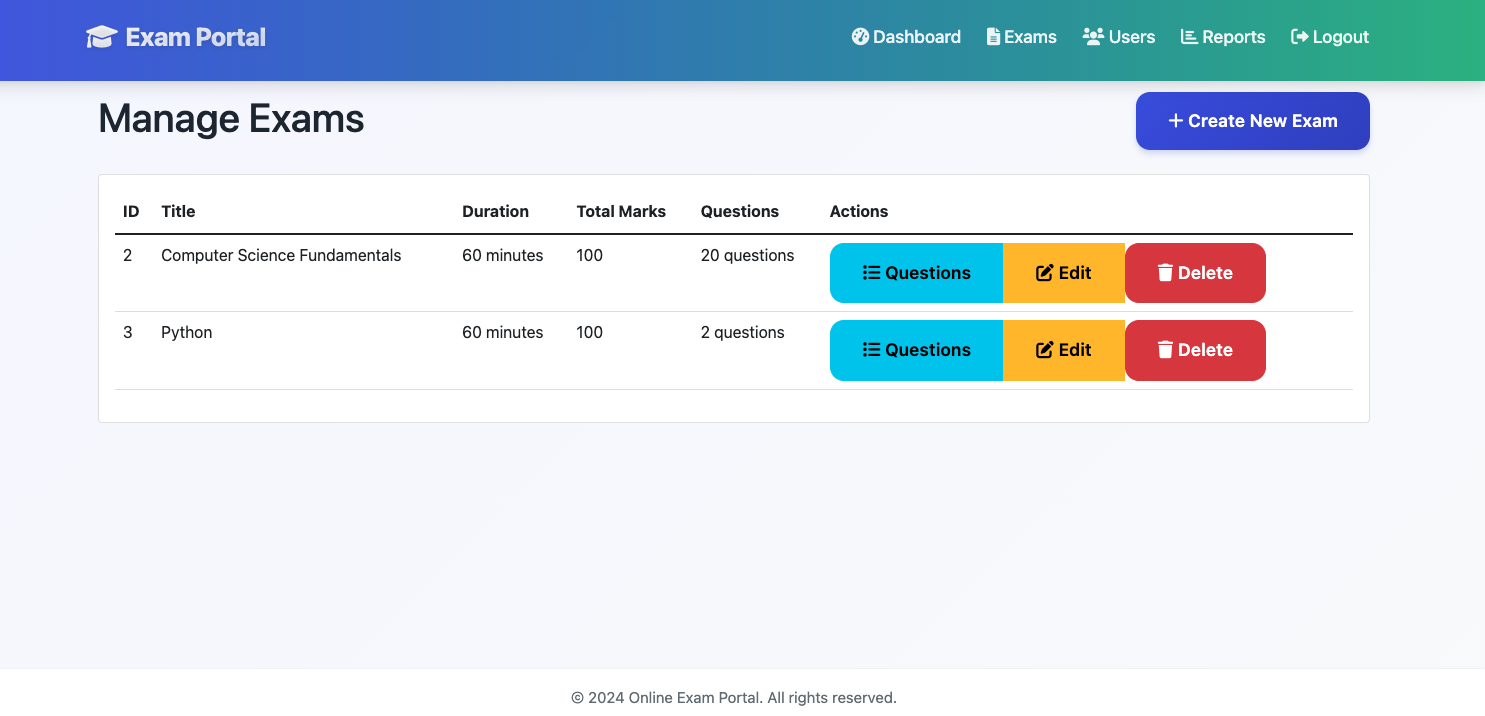 Exam Portal Dashboard Exams Users Reports Logout
Manage Exams
Create New Exam
ID Title Duration Total Marks Questions Actions
2 Computer Science Fundamentals 60 minutes 100 20 questions Questions Edit Delete
3 Python 60 minutes 100 2 questions Questions Edit Delete
© 2024 Online Exam Portal. All rights reserved.